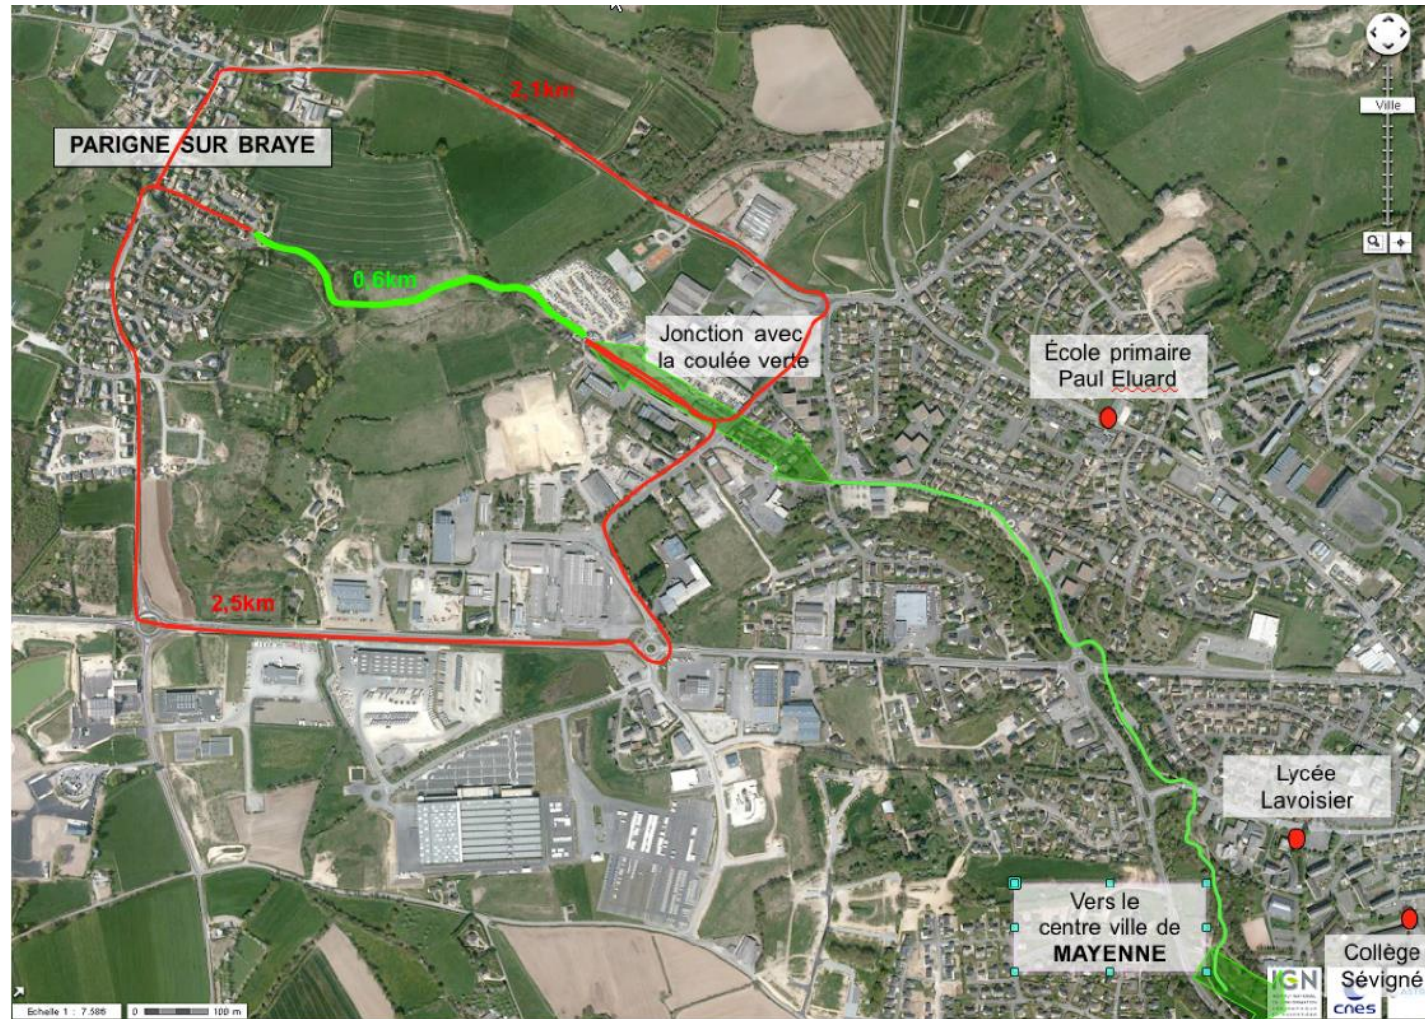 2,1km
Ville
PARIGNE SUR BRAYE
0,6km
Jonction avec
la coulée verte
École primaire
Paul Eluard
2,5km
Lycée
Lavoisier
Vers le
centre ville de
MAYENNE
Collège
Sévigné
IGN
cnes
Echelle 1 : 7.586
0
100 m